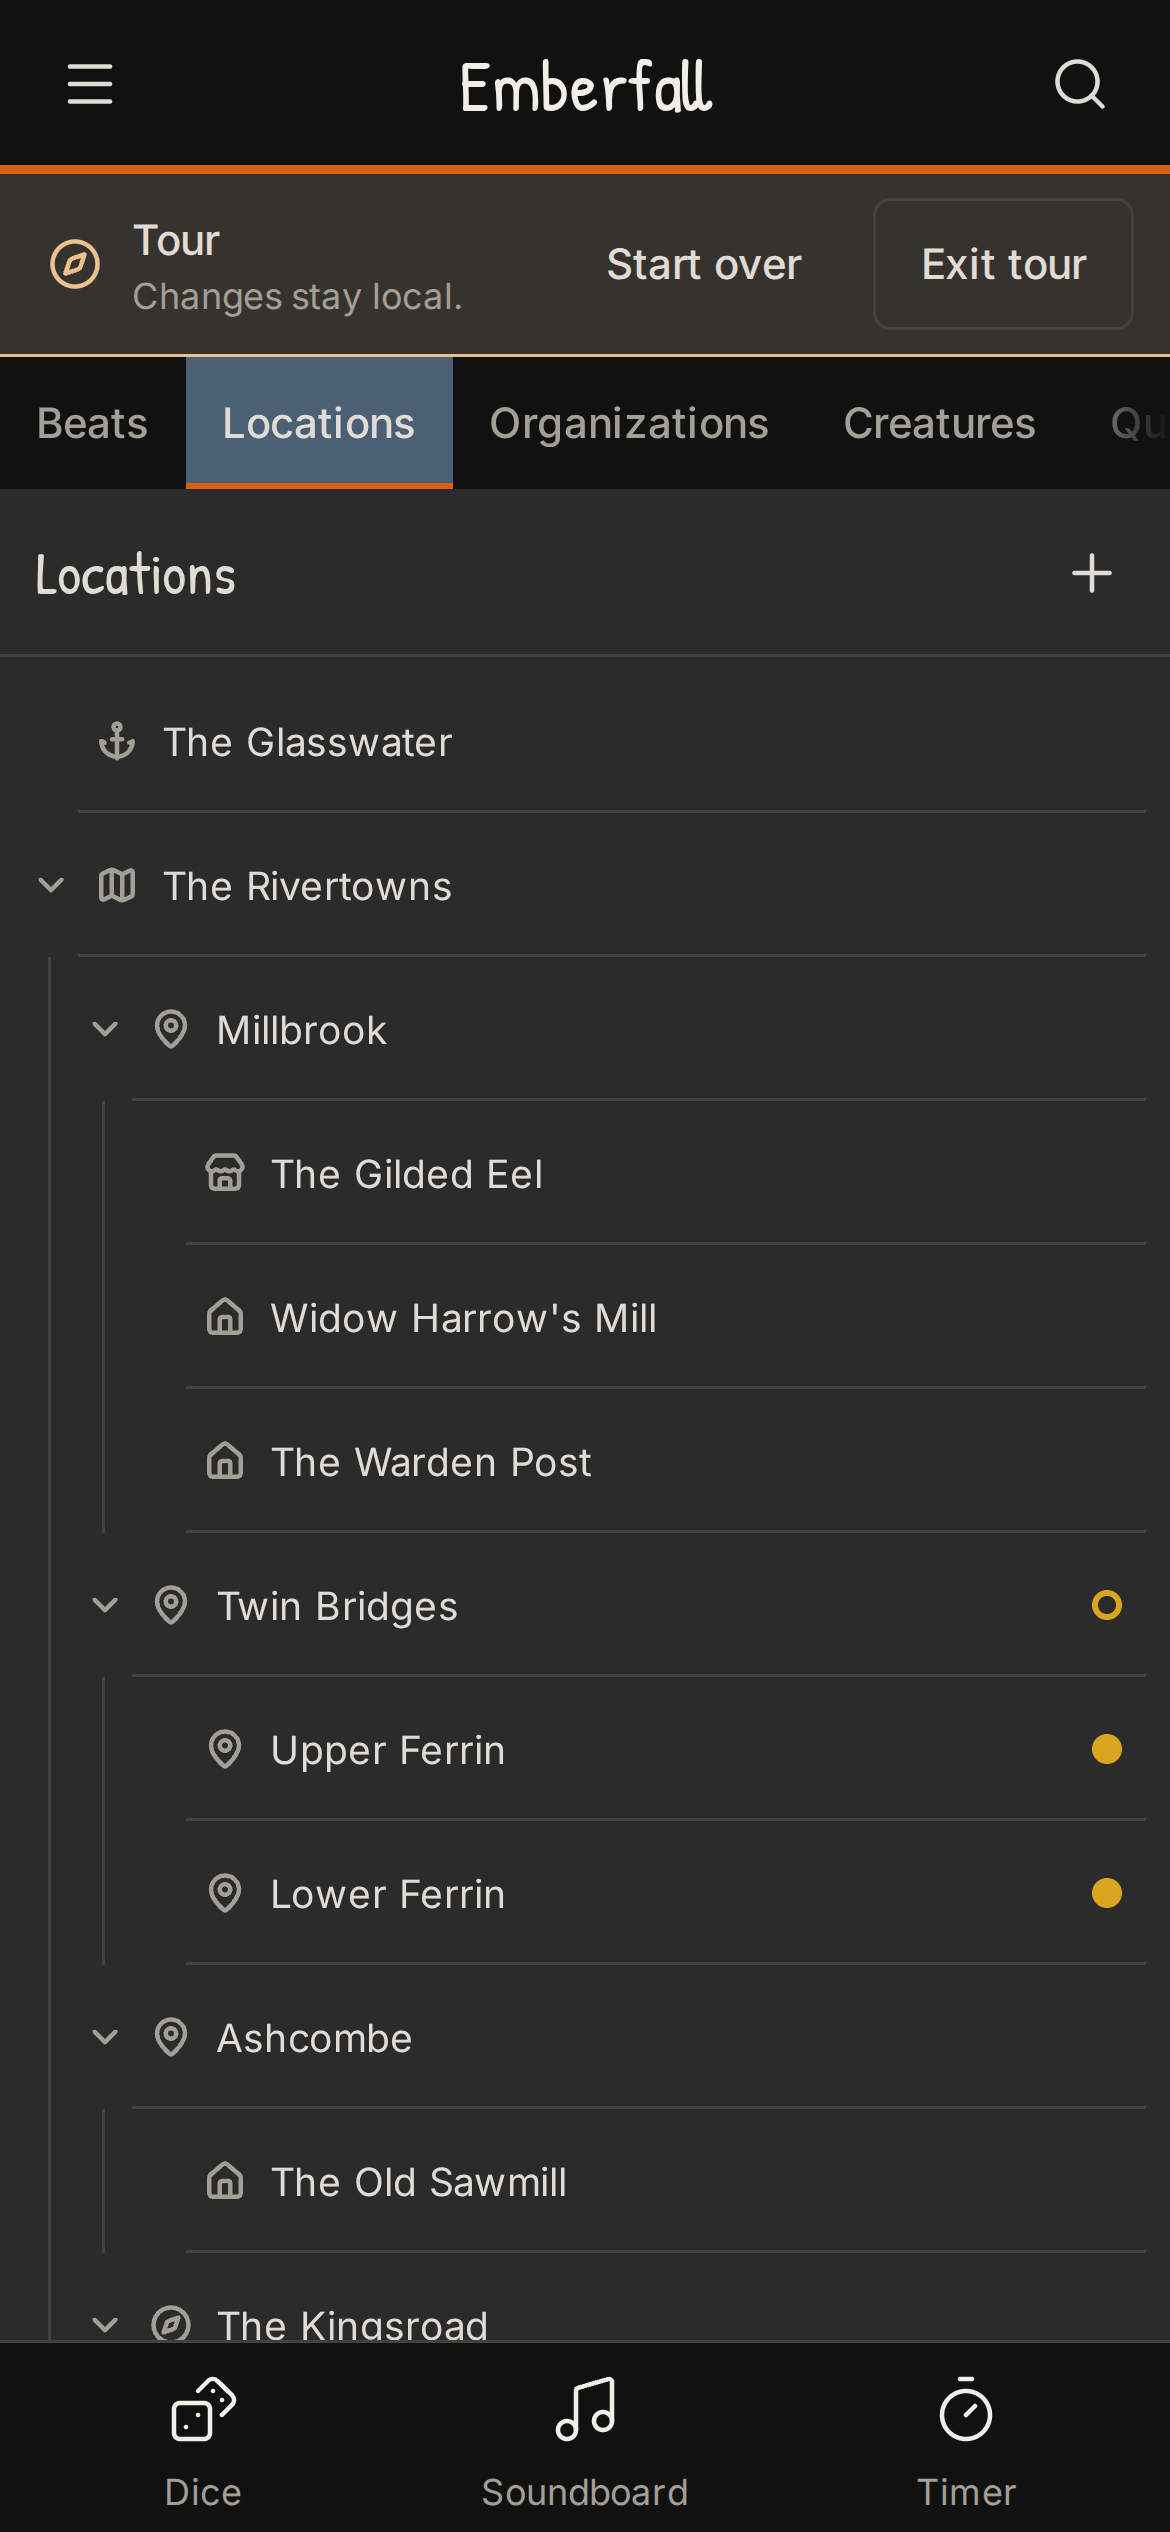 Emberfall
Tour
Changes stay local.
Start over
Exit tour
Beats
Locations
Organizations
Creatures
Qu
Locations
The Glasswater
The Rivertowns
Millbrook
The Gilded Eel
Widow Harrow's Mill
The Warden Post
Twin Bridges
Upper Ferrin
Lower Ferrin
Ashcombe
The Old Sawmill
The Kingsroad
Dice
Soundboard
Timer